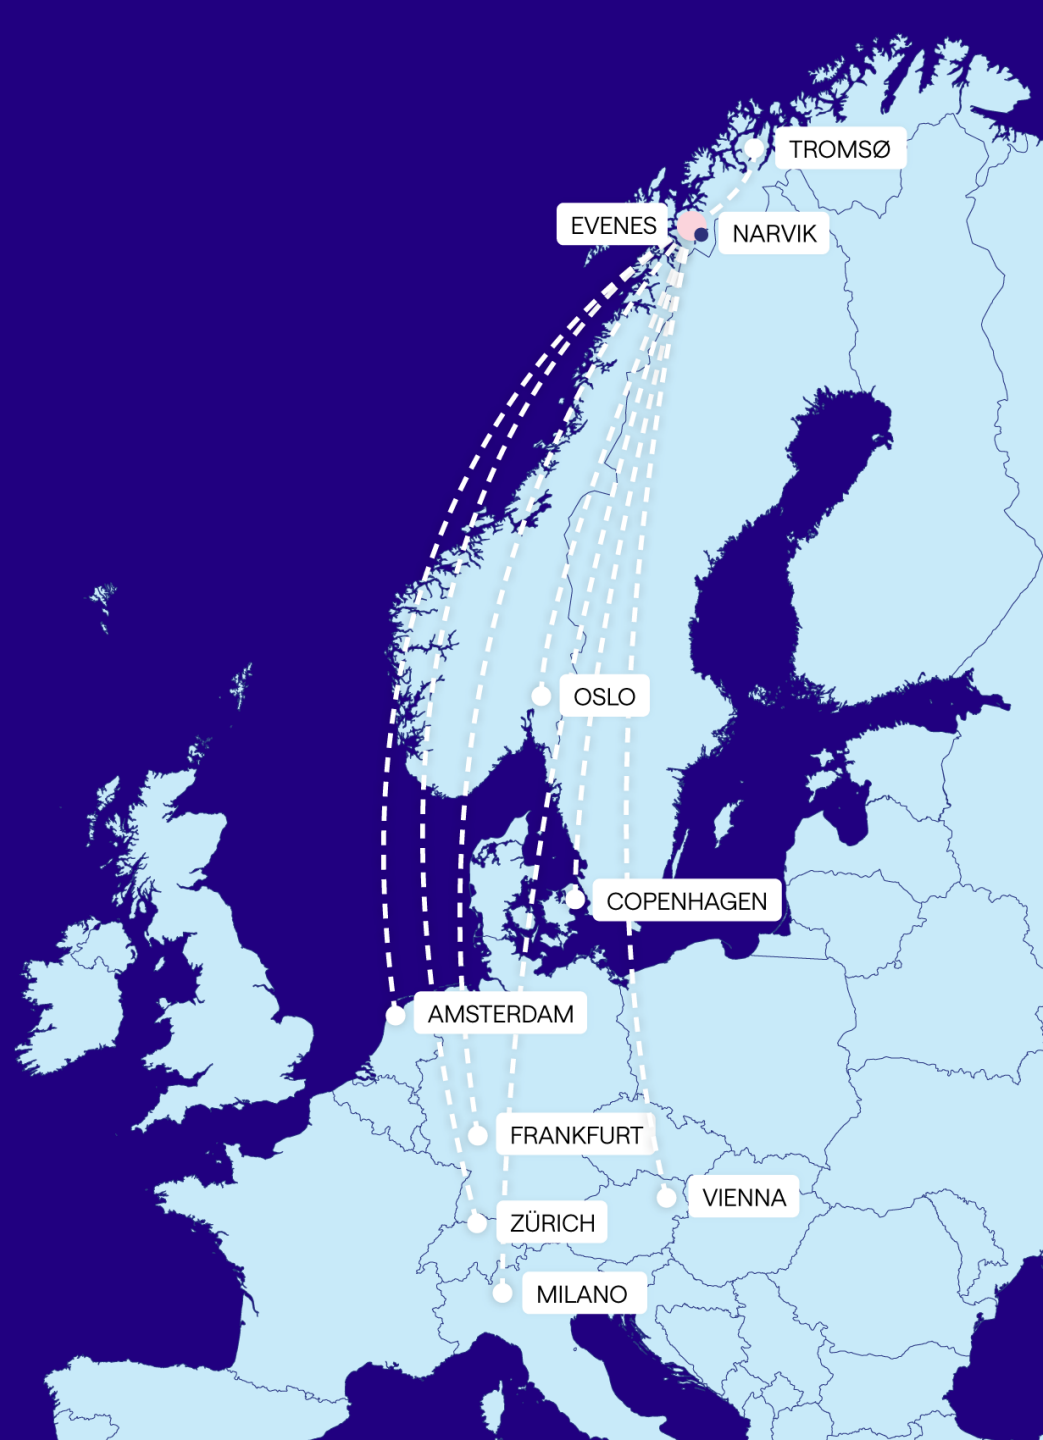 TROMSØ
EVENES
NARVIK
OSLO
COPENHAGEN
AMSTERDAM
FRANKFURT
VIENNA
ZÜRICH
MILANO